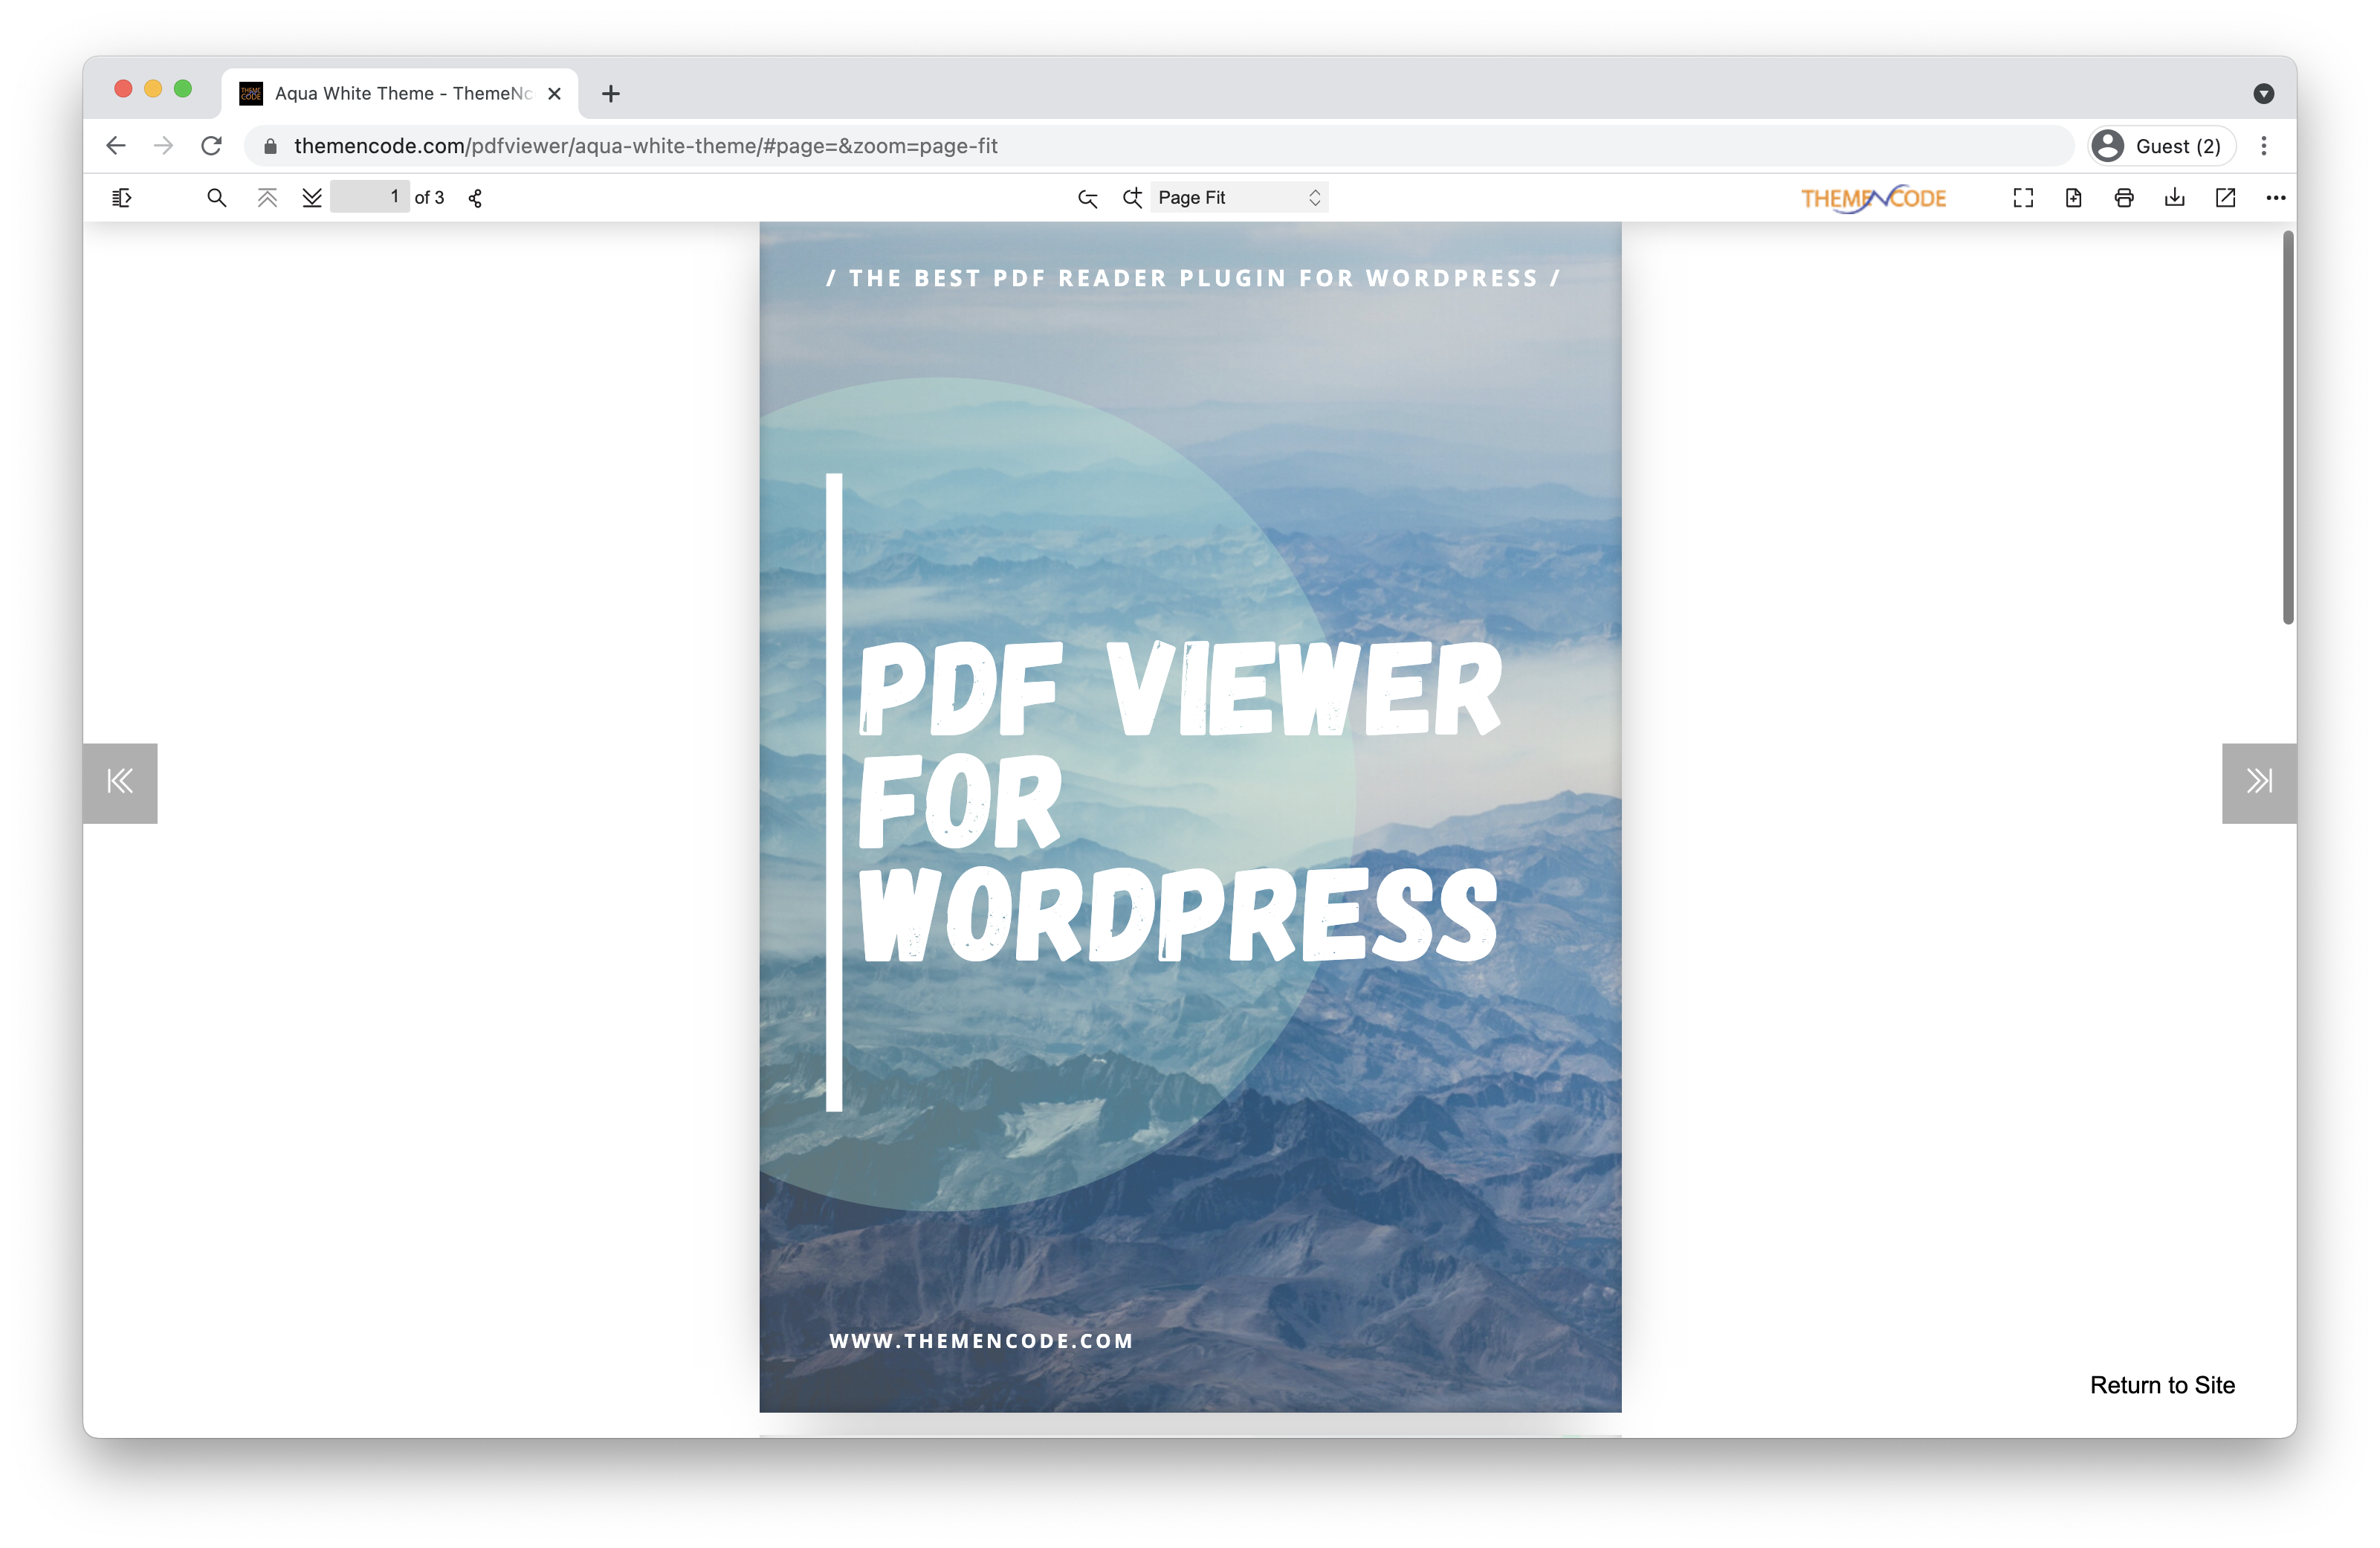 Aqua White Theme - ThemeNc
themencode.com/pdfviewer/aqua-white-theme/#page=&zoom=page-fit
Guest (2)
1 of 3
Page Fit
THEMENCODE
/ THE BEST PDF READER PLUGIN FOR WORDPRESS /
PDF VIEWER
FOR
WORDPRESS
WWW.THEMENCODE.COM
Return to Site